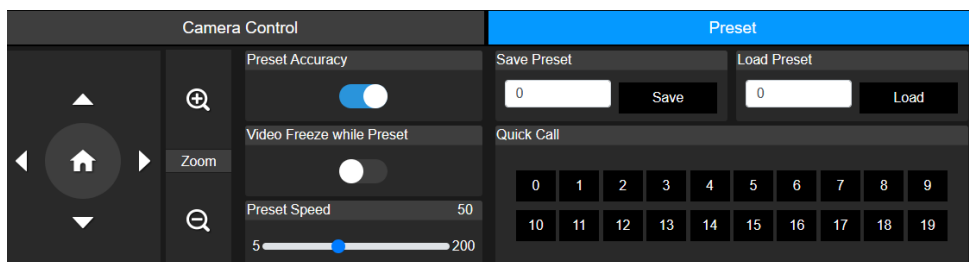 Camera Control
Preset
Preset Accuracy
Save Preset
Load Preset
0
Save
0
Load
Video Freeze while Preset
Quick Call
Zoom
0 1 2 3 4 5 6 7 8 9
Preset Speed 50
10 11 12 13 14 15 16 17 18 19
5 200